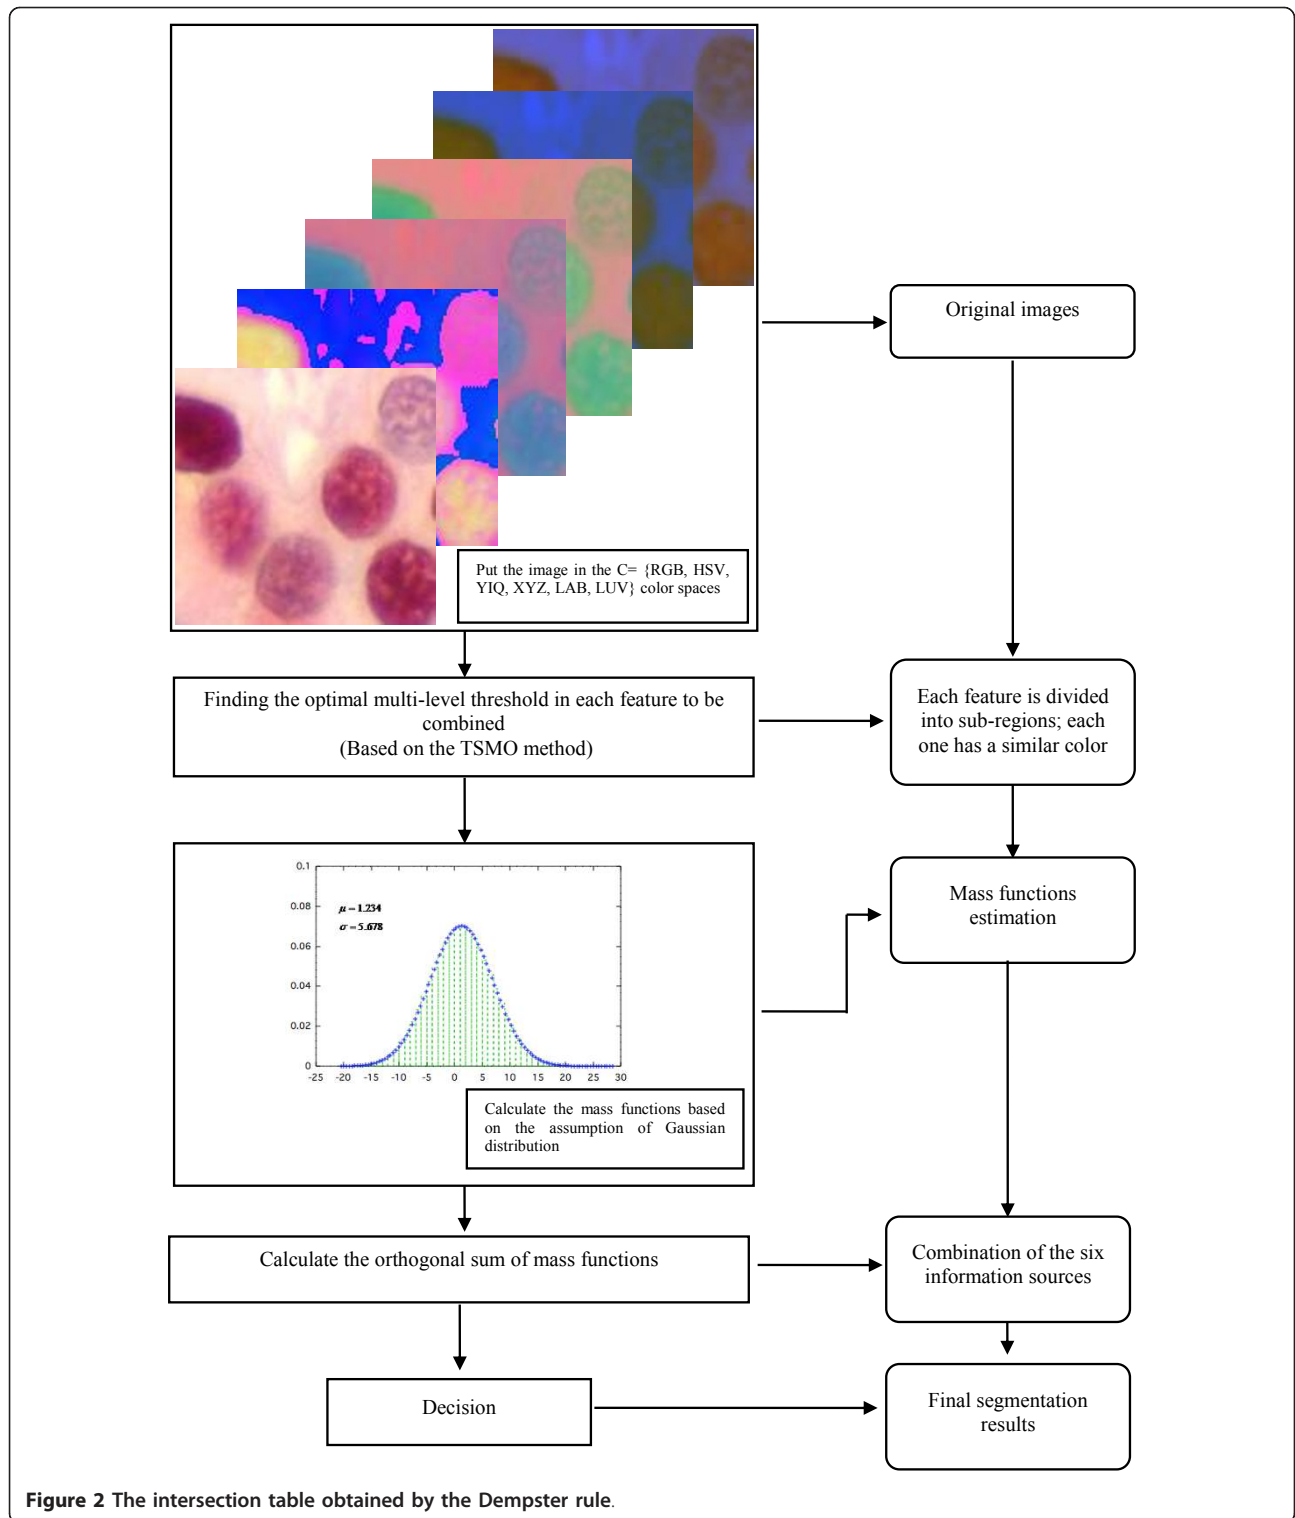 Original images
Put the image in the C= {RGB, HSV,
YIQ, XYZ, LAB, LUV} color spaces
Finding the optimal multi-level threshold in each feature to be
combined
(Based on the TSMO method)
Each feature is divided
into sub-regions; each
one has a similar color
0.1
0.08
0.06
0.04
0.02
0
μ = 1.234
σ = 5.678
-25 -20 -15 -10 -5 0 5 10 15 20 25 30
Calculate the mass functions based
on the assumption of Gaussian
distribution
Mass functions
estimation
Calculate the orthogonal sum of mass functions
Combination of the six
information sources
Decision
Final segmentation
results
Figure 2 The intersection table obtained by the Dempster rule.